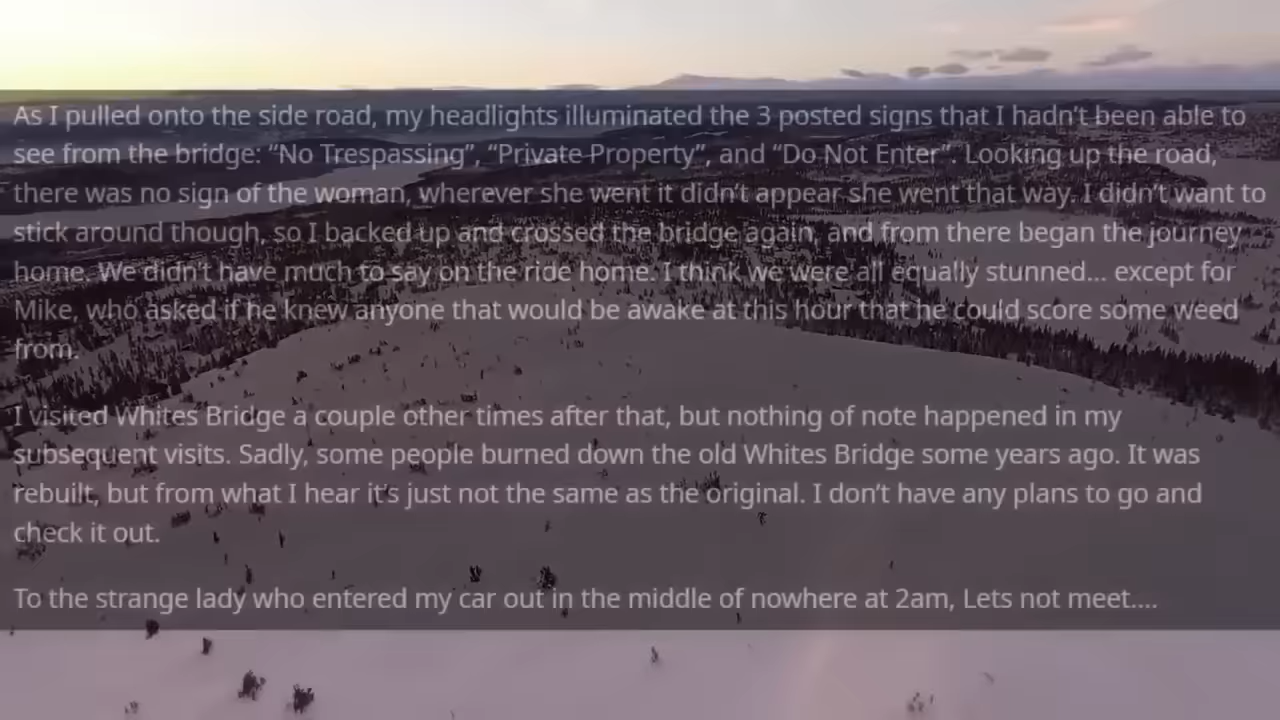 As I pulled onto the side road, my headlights illuminated the 3 posted signs that I hadn't been able to
see from the bridge: “No Trespassing”, “Private Property”, and “Do Not Enter”. Looking up the road,
there was no sign of the woman, wherever she went it didn't appear she went that way. I didn't want to
stick around though, so I backed up and crossed the bridge again, and from there began the journey
home. We didn't have much to say on the ride home. I think we were all equally stunned... except for
Mike, who asked if he knew anyone that would be awake at this hour that he could score some weed
from.
I visited Whites Bridge a couple other times after that, but nothing of note happened in my
subsequent visits. Sadly, some people burned down the old Whites Bridge some years ago. It was
rebuilt, but from what I hear it's just not the same as the original. I don't have any plans to go and
check it out.
To the strange lady who entered my car out in the middle of nowhere at 2am, Lets not meet....